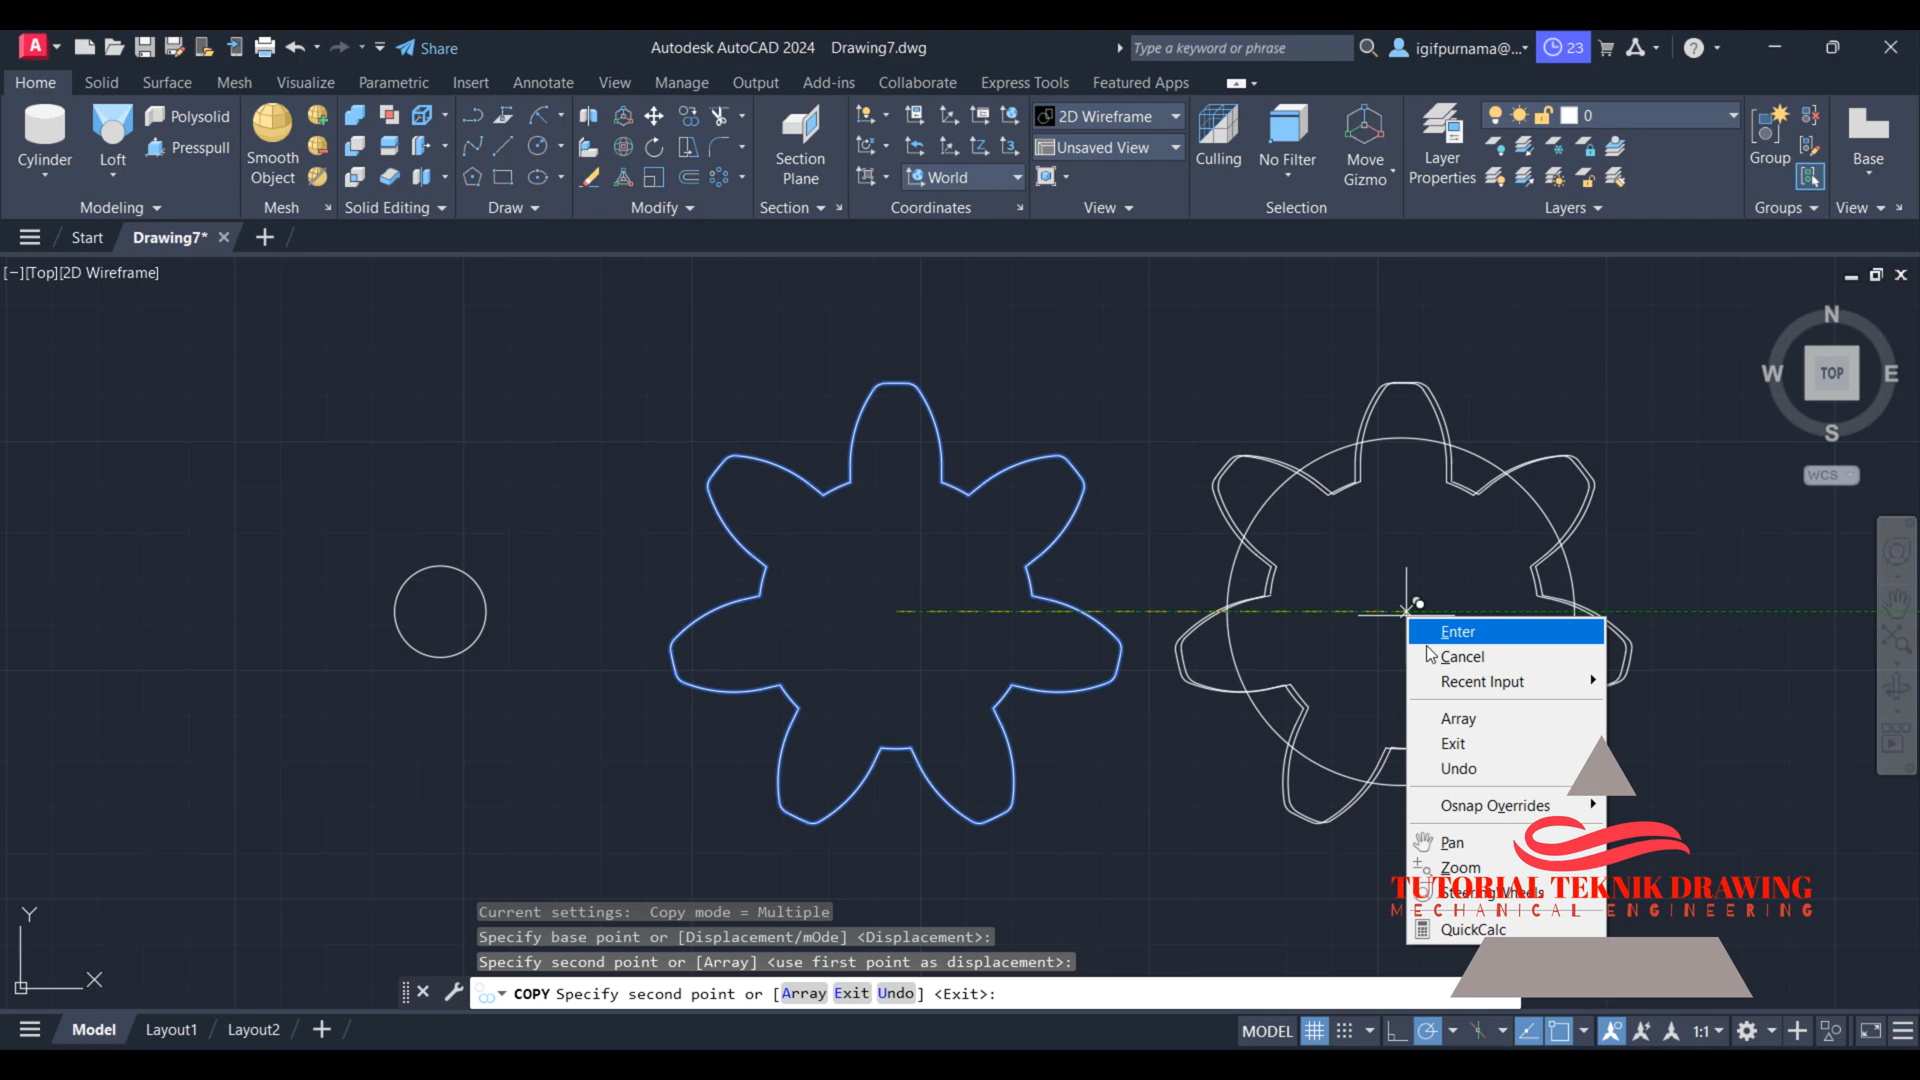 A Share Autodesk AutoCAD 2024 Drawing7.dwg Type a keyword or phrase igifpurnama@... 23
Home Solid Surface Mesh Visualize Parametric Insert Annotate View Manage Output Add-ins Collaborate Express Tools Featured Apps
Polysolid 2D Wireframe 0
Presspull Unsaved View
Cylinder Loft Smooth Object Section Plane World Culling No Filter Move Gizmo Layer Properties Group Base
Modeling Mesh Solid Editing Draw Modify Section Coordinates View Selection Layers Groups View
Start Drawing7*
[−][Top][2D Wireframe]
N
W TOP E
S
WCS
Enter
Cancel
Recent Input
Array
Exit
Undo
Osnap Overrides
Pan
Zoom
SteeringWheels
TUTORIAL TEKNIK DRAWING
MECHANICAL ENGINEERING
QuickCalc
Y
X
Current settings: Copy mode = Multiple
Specify base point or [Displacement/mOde] <Displacement>:
Specify second point or [Array] <use first point as displacement>:
COPY Specify second point or [Array Exit Undo] <Exit>:
Model Layout1 Layout2 MODEL 1:1